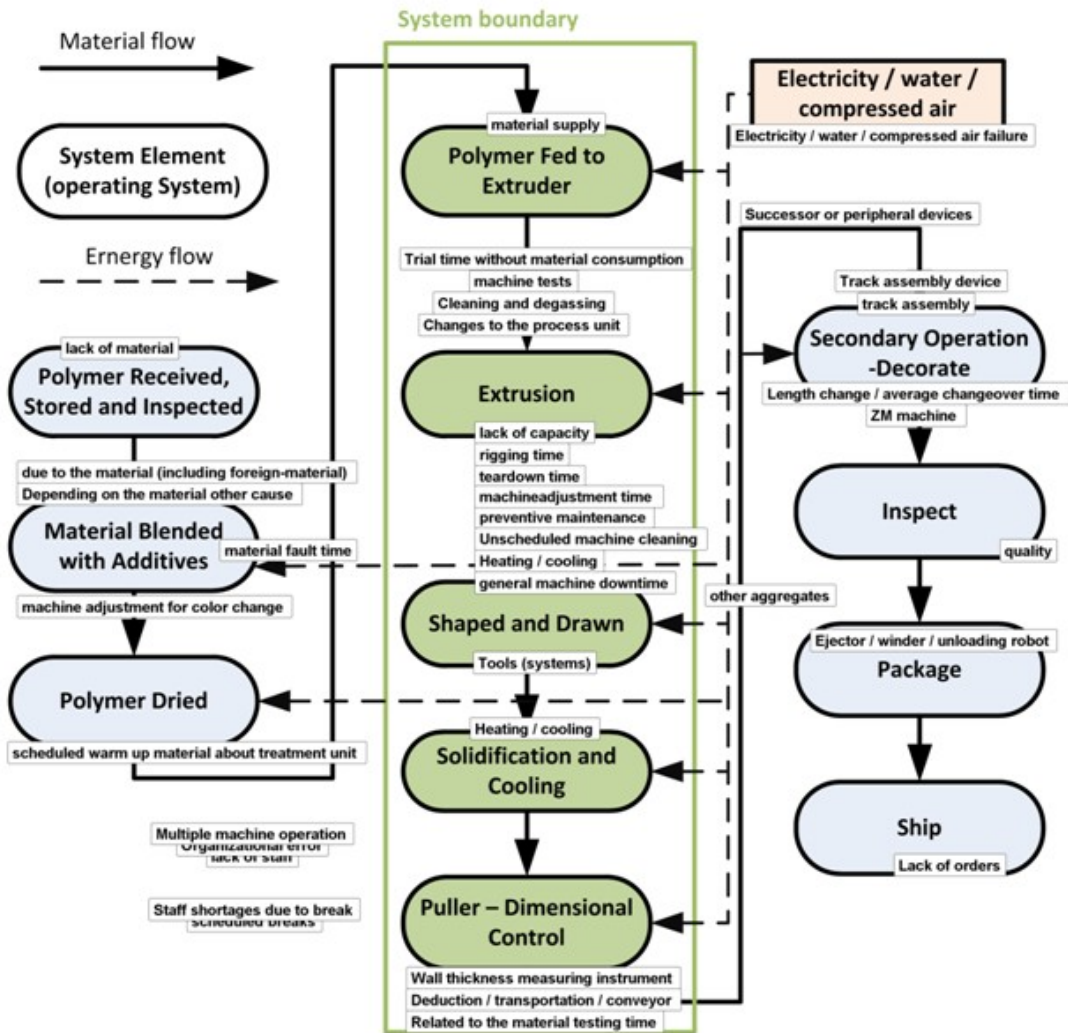 System boundary
Material flow
System Element
(operating System)
Ernergy flow
lack of material
Polymer Received,
Stored and Inspected
due to the material (including foreign-material)
Depending on the material other cause
Material Blended
with Additives
material fault time
machine adjustment for color change
Polymer Dried
scheduled warm up material about treatment unit
Multiple machine operation
Organizational error
lack of staff
Staff shortages due to break
scheduled breaks
material supply
Polymer Fed to
Extruder
Trial time without material consumption
machine tests
Cleaning and degassing
Changes to the process unit
Extrusion
lack of capacity
rigging time
teardown time
machineadjustment time
preventive maintenance
Unscheduled machine cleaning
Heating / cooling
general machine downtime
Shaped and Drawn
Tools (systems)
Heating / cooling
Solidification and
Cooling
Puller – Dimensional
Control
Wall thickness measuring instrument
Deduction / transportation / conveyor
Related to the material testing time
Electricity / water /
compressed air
Electricity / water / compressed air failure
Successor or peripheral devices
Track assembly device
track assembly
Secondary Operation
-Decorate
Length change / average changeover time
ZM machine
Inspect
quality
other aggregates
Ejector / winder / unloading robot
Package
Ship
Lack of orders